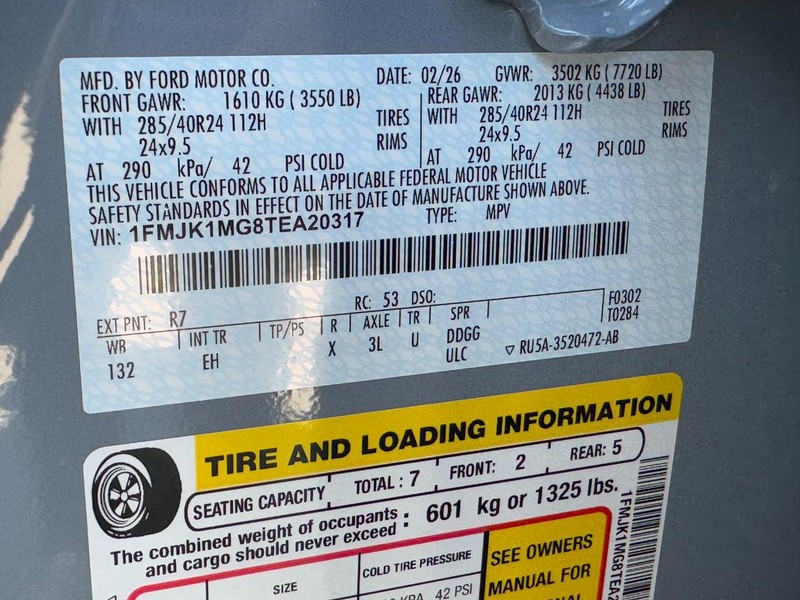 MFD. BY FORD MOTOR CO. DATE: 02/26 GVWR: 3502 KG ( 7720 LB)
FRONT GAWR: 1610 KG ( 3550 LB) REAR GAWR: 2013 KG ( 4438 LB)
WITH 285/40R24 112H TIRES WITH 285/40R24 112H TIRES
24x9.5 RIMS 24x9.5 RIMS
AT 290 kPa/ 42 PSI COLD AT 290 kPa/ 42 PSI COLD
THIS VEHICLE CONFORMS TO ALL APPLICABLE FEDERAL MOTOR VEHICLE
SAFETY STANDARDS IN EFFECT ON THE DATE OF MANUFACTURE SHOWN ABOVE.
VIN: 1FMJK1MG8TEA20317 TYPE: MPV
EXT PNT: R7 RC: 53 DSO: F0302
WB INT TR TP/PS R AXLE TR SPR T0284
132 EH X 3L U DDGG
ULC ▽ RU5A-3520472-AB
TIRE AND LOADING INFORMATION
SEATING CAPACITY TOTAL : 7 FRONT: 2 REAR: 5
The combined weight of occupants and cargo should never exceed : 601 kg or 1325 lbs.
SIZE COLD TIRE PRESSURE SEE OWNERS
42 PSI MANUAL FOR
1FMJK1MG8TEA2